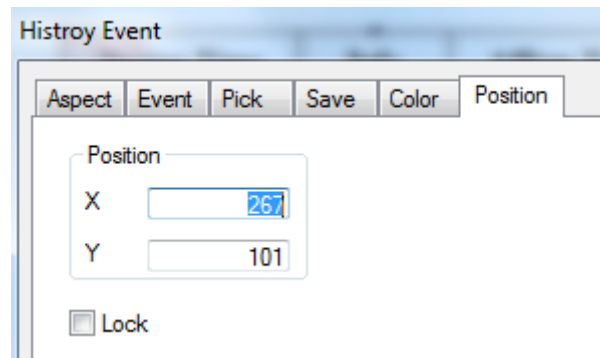 Histroy Event
Aspect Event Pick Save Color Position
Position
X 267
Y 101
Lock